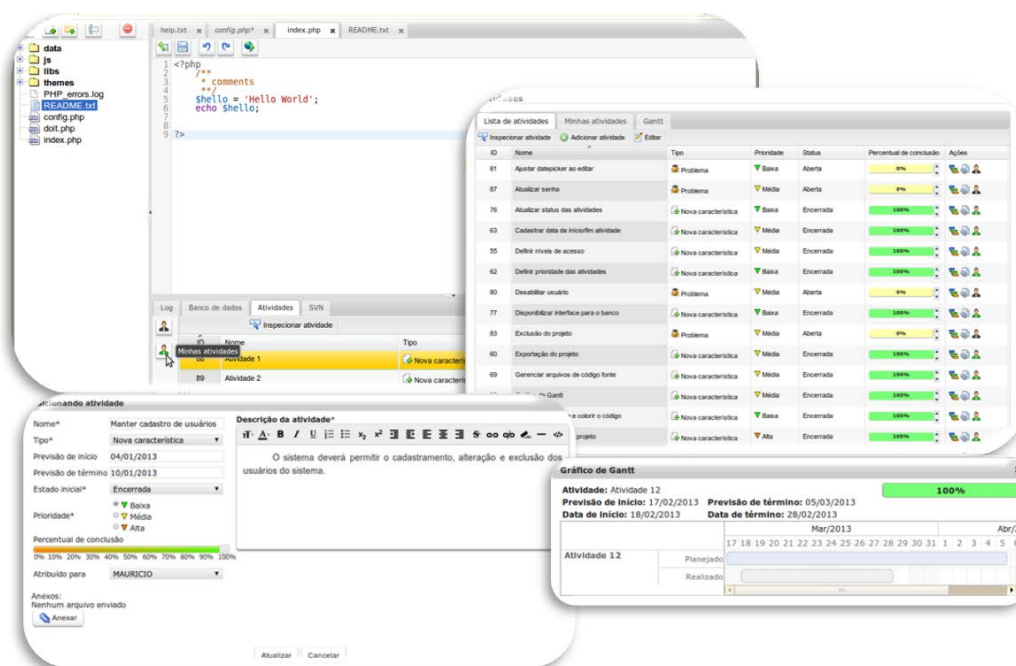 help.txt
config.php*
index.php
README.txt
data
js
libs
themes
PHP_errors.log
README.txt
config.php
doit.php
index.php
1 <?php
2 /**
3 * comments
4 **/
5 $hello = 'Hello World';
6 echo $hello;
7
8
9 ?>
Log Banco de dados Atividades SVN
Inspecionar atividade
ID Nome Tipo
Minhas atividades
88 Atividade 1 Nova caracterí
89 Atividade 2 Nova caracterí
Lista de atividades Minhas atividades Gantt
Inspecionar atividade Adicionar atividade Editar
ID Nome Tipo Prioridade Status Percentual de conclusão Ações
81 Ajustar datepicker ao editar Problema Baixa Aberta 0%
87 Atualizar senha Problema Média Aberta 0%
76 Atualizar status das atividades Nova característica Baixa Encerrada 100%
63 Cadastrar data de início/fim atividade Nova característica Média Encerrada 100%
55 Definir níveis de acesso Nova característica Média Encerrada 100%
62 Definir prioridade das atividades Nova característica Baixa Encerrada 100%
80 Desabilitar usuário Problema Média Aberta 0%
77 Disponibilizar interface para o banco Nova característica Baixa Encerrada 100%
83 Exclusão do projeto Problema Média Aberta 0%
60 Exportação do projeto Nova característica Média Encerrada 100%
69 Gerenciar arquivos de código fonte Nova característica Média Encerrada 100%
Gantt Nova característica Média Encerrada 100%
e colorir o código Nova característica Baixa Encerrada 100%
projeto Nova característica Alta Encerrada 100%
icionando atividade
Nome* Manter cadastro de usuários
Tipo* Nova característica
Previsão de início 04/01/2013
Previsão de término 10/01/2013
Estado inicial* Encerrada
Prioridade*
Baixa
Média
Alta
Percentual de conclusão
0% 10% 20% 30% 40% 50% 60% 70% 80% 90% 100%
Atribuído para MAURICIO
Anexos:
Nenhum arquivo enviado
Anexar
Descrição da atividade*
O sistema deverá permitir o cadastramento, alteração e exclusão dos
usuários do sistema.
Atualizar Cancelar
Gráfico de Gantt
Atividade: Atividade 12 100%
Previsão de Início: 17/02/2013 Previsão de término: 05/03/2013
Data de Início: 18/02/2013 Data de término: 28/02/2013
Mar/2013 Abr/
17 18 19 20 21 22 23 24 25 26 27 28 29 30 31 1 2 3 4 5
Atividade 12 Planejado
Realizado